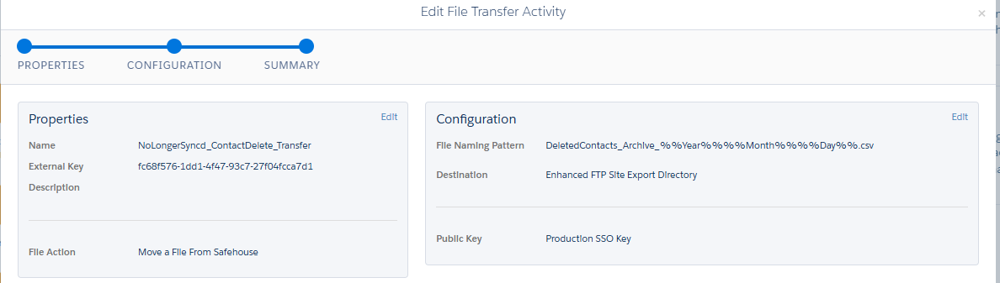 Edit File Transfer Activity
×
PROPERTIES CONFIGURATION SUMMARY
Properties Edit
Name NoLongerSyncd_ContactDelete_Transfer
External Key fc68f576-1dd1-4f47-93c7-27f04fcca7d1
Description
File Action Move a File From Safehouse
Configuration Edit
File Naming Pattern DeletedContacts_Archive_%%Year%%%%Month%%%%Day%%.csv
Destination Enhanced FTP Site Export Directory
Public Key Production SSO Key